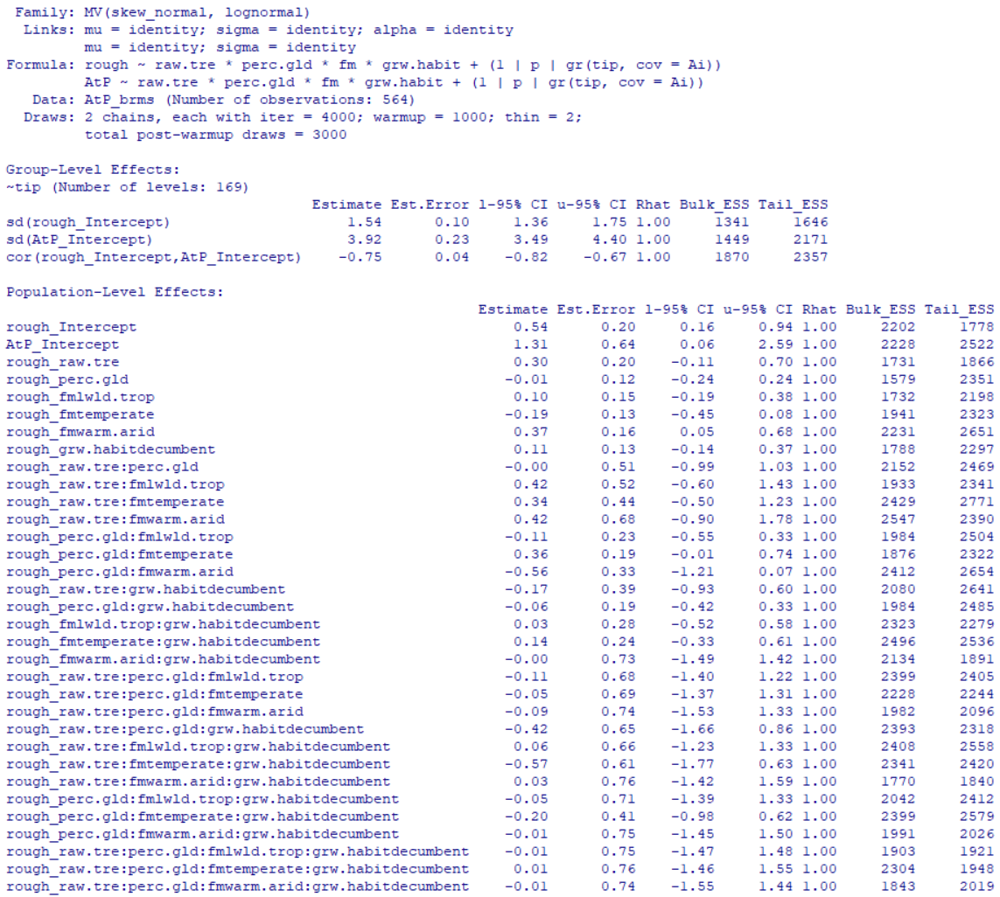 Family: MV(skew_normal, lognormal)
Links: mu = identity; sigma = identity; alpha = identity
mu = identity; sigma = identity
Formula: rough ~ raw.tre * perc.gld * fm * grw.habit + (1 | p | gr(tip, cov = Ai))
AtP ~ raw.tre * perc.gld * fm * grw.habit + (1 | p | gr(tip, cov = Ai))
Data: AtP_brms (Number of observations: 564)
Draws: 2 chains, each with iter = 4000; warmup = 1000; thin = 2;
total post-warmup draws = 3000
Group-Level Effects:
~tip (Number of levels: 169)
Estimate Est.Error l-95% CI u-95% CI Rhat Bulk_ESS Tail_ESS
sd(rough_Intercept) 1.54 0.10 1.36 1.75 1.00 1341 1646
sd(AtP_Intercept) 3.92 0.23 3.49 4.40 1.00 1449 2171
cor(rough_Intercept,AtP_Intercept) -0.75 0.04 -0.82 -0.67 1.00 1870 2357
Population-Level Effects:
Estimate Est.Error l-95% CI u-95% CI Rhat Bulk_ESS Tail_ESS
rough_Intercept 0.54 0.20 0.16 0.94 1.00 2202 1778
AtP_Intercept 1.31 0.64 0.06 2.59 1.00 2228 2522
rough_raw.tre 0.30 0.20 -0.11 0.70 1.00 1731 1866
rough_perc.gld -0.01 0.12 -0.24 0.24 1.00 1579 2351
rough_fmlwld.trop 0.10 0.15 -0.19 0.38 1.00 1732 2198
rough_fmtemperate -0.19 0.13 -0.45 0.08 1.00 1941 2323
rough_fmwarm.arid 0.37 0.16 0.05 0.68 1.00 2231 2651
rough_grw.habitdecumbent 0.11 0.13 -0.14 0.37 1.00 1788 2297
rough_raw.tre:perc.gld -0.00 0.51 -0.99 1.03 1.00 2152 2469
rough_raw.tre:fmlwld.trop 0.42 0.52 -0.60 1.43 1.00 1933 2341
rough_raw.tre:fmtemperate 0.34 0.44 -0.50 1.23 1.00 2429 2771
rough_raw.tre:fmwarm.arid 0.42 0.68 -0.90 1.78 1.00 2547 2390
rough_perc.gld:fmlwld.trop -0.11 0.23 -0.55 0.33 1.00 1984 2504
rough_perc.gld:fmtemperate 0.36 0.19 -0.01 0.74 1.00 1876 2322
rough_perc.gld:fmwarm.arid -0.56 0.33 -1.21 0.07 1.00 2412 2654
rough_raw.tre:grw.habitdecumbent -0.17 0.39 -0.93 0.60 1.00 2080 2641
rough_perc.gld:grw.habitdecumbent -0.06 0.19 -0.42 0.33 1.00 1984 2485
rough_fmlwld.trop:grw.habitdecumbent 0.03 0.28 -0.52 0.58 1.00 2323 2279
rough_fmtemperate:grw.habitdecumbent 0.14 0.24 -0.33 0.61 1.00 2496 2536
rough_fmwarm.arid:grw.habitdecumbent -0.00 0.73 -1.49 1.42 1.00 2134 1891
rough_raw.tre:perc.gld:fmlwld.trop -0.11 0.68 -1.40 1.22 1.00 2399 2405
rough_raw.tre:perc.gld:fmtemperate -0.05 0.69 -1.37 1.31 1.00 2228 2244
rough_raw.tre:perc.gld:fmwarm.arid -0.09 0.74 -1.53 1.33 1.00 1982 2096
rough_raw.tre:perc.gld:grw.habitdecumbent -0.42 0.65 -1.66 0.86 1.00 2393 2318
rough_raw.tre:fmlwld.trop:grw.habitdecumbent 0.06 0.66 -1.23 1.33 1.00 2408 2558
rough_raw.tre:fmtemperate:grw.habitdecumbent -0.57 0.61 -1.77 0.63 1.00 2341 2420
rough_raw.tre:fmwarm.arid:grw.habitdecumbent 0.03 0.76 -1.42 1.59 1.00 1770 1840
rough_perc.gld:fmlwld.trop:grw.habitdecumbent -0.05 0.71 -1.39 1.33 1.00 2042 2412
rough_perc.gld:fmtemperate:grw.habitdecumbent -0.20 0.41 -0.98 0.62 1.00 2399 2579
rough_perc.gld:fmwarm.arid:grw.habitdecumbent -0.01 0.75 -1.45 1.50 1.00 1991 2026
rough_raw.tre:perc.gld:fmlwld.trop:grw.habitdecumbent -0.01 0.75 -1.47 1.48 1.00 1903 1921
rough_raw.tre:perc.gld:fmtemperate:grw.habitdecumbent 0.01 0.76 -1.46 1.55 1.00 2304 1948
rough_raw.tre:perc.gld:fmwarm.arid:grw.habitdecumbent -0.01 0.74 -1.55 1.44 1.00 1843 2019